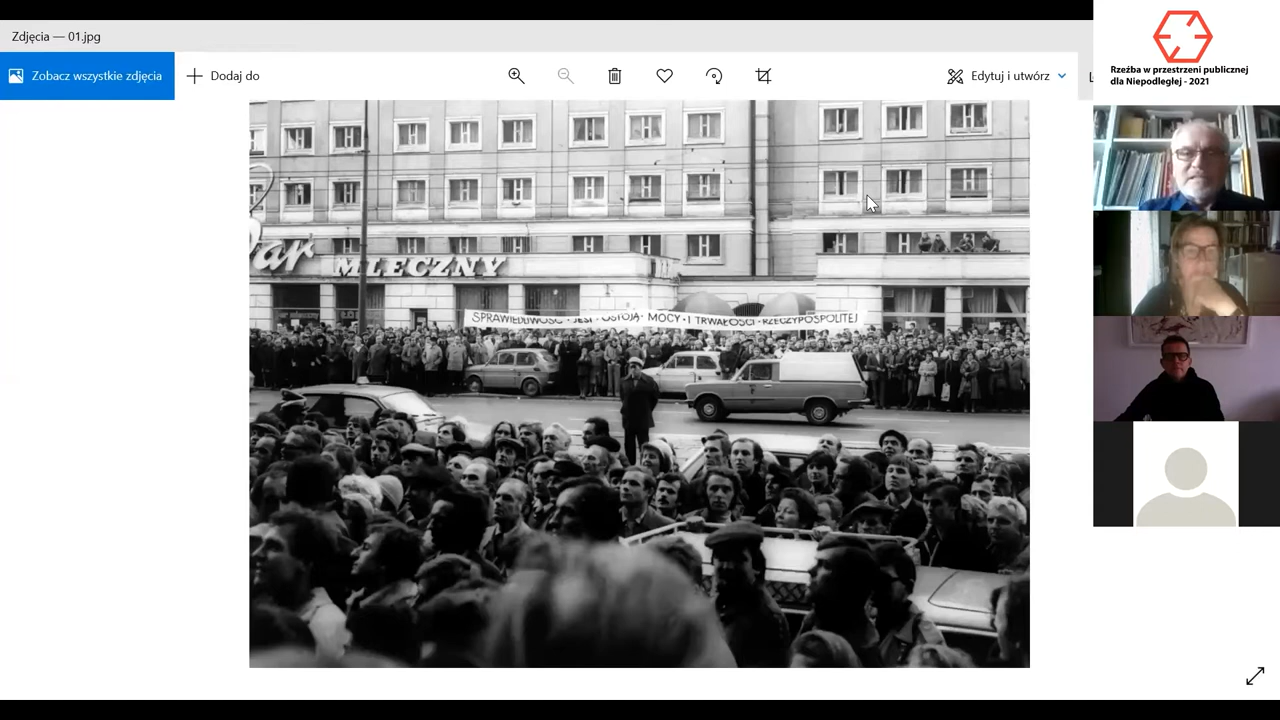 Zdjęcia — 01.jpg
Zobacz wszystkie zdjęcia
Dodaj do
Edytuj i utwórz
Rzeźba w przestrzeni publicznej
dla Niepodległej - 2021
Bar MLECZNY
SPRAWIEDLIWOŚĆ · JEST · OSTOJĄ · MOCY · I TRWAŁOŚCI · RZECZYPOSPOLITEJ